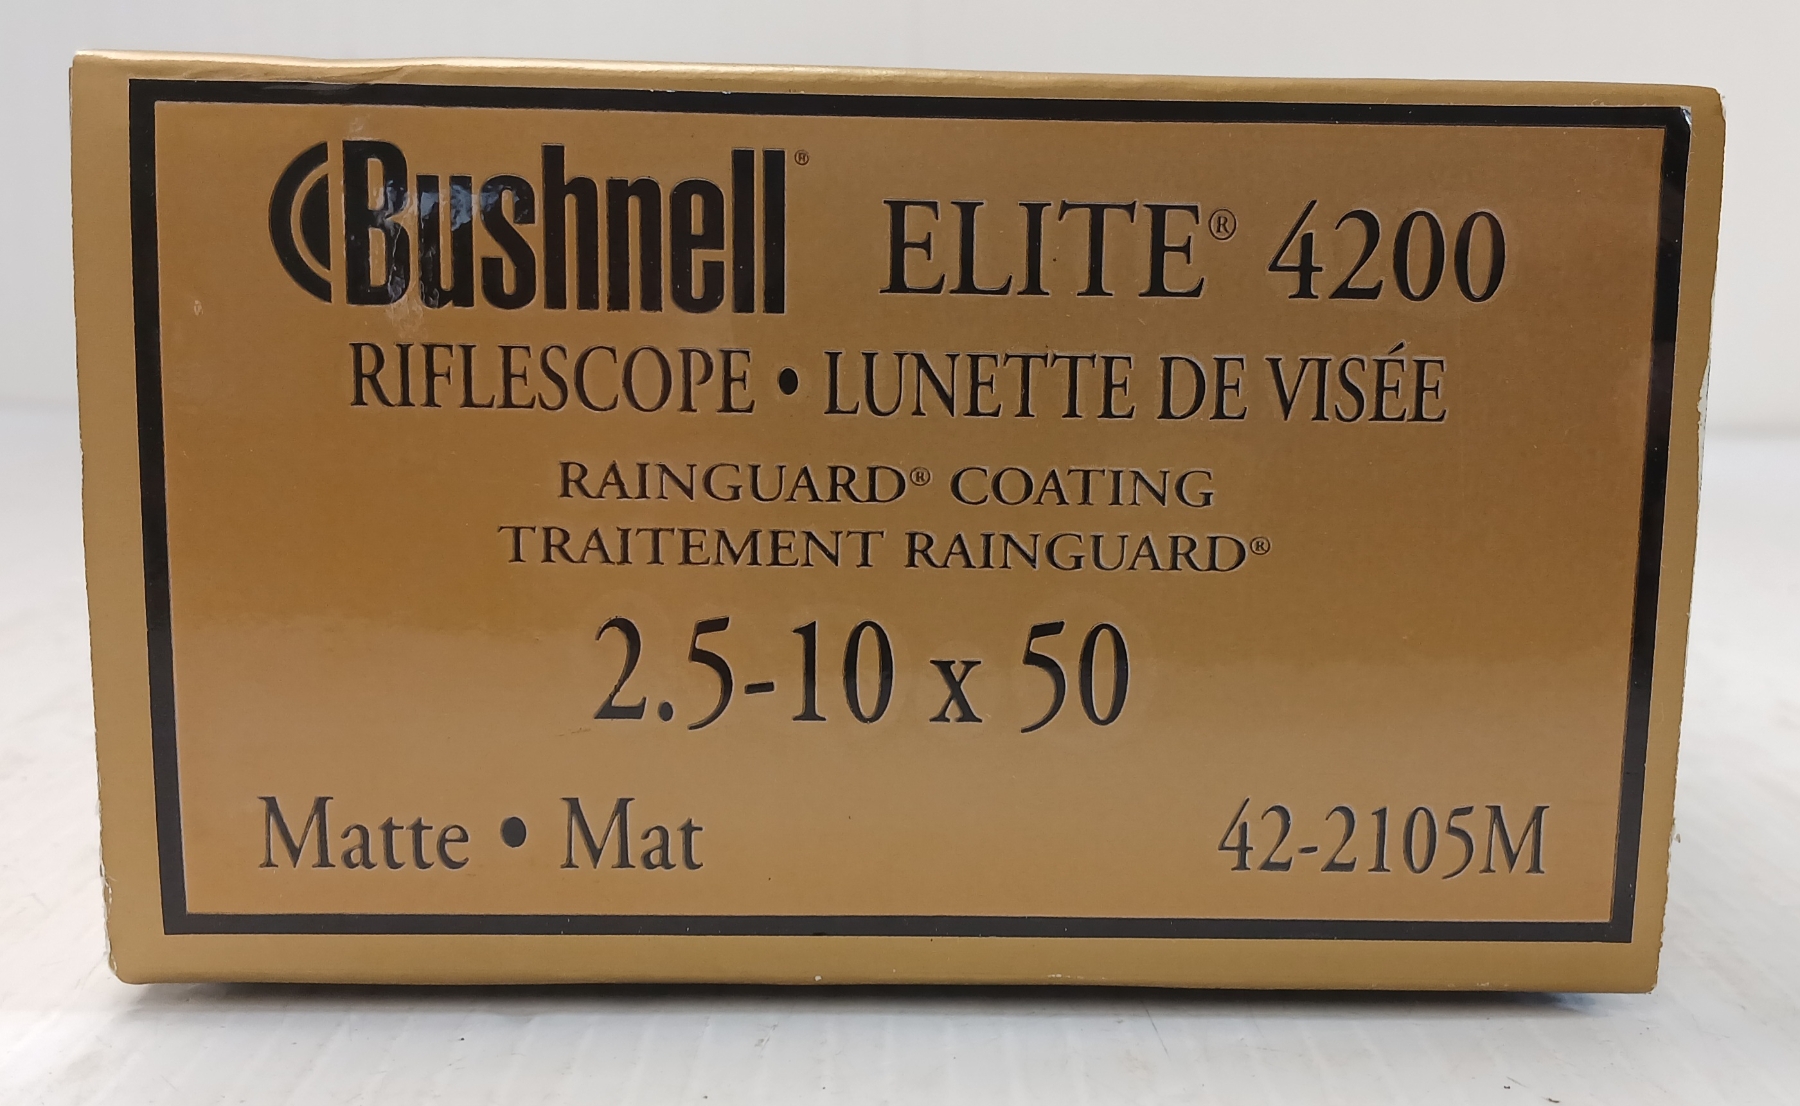 Bushnell® ELITE® 4200
RIFLESCOPE • LUNETTE DE VISÉE
RAINGUARD® COATING
TRAITEMENT RAINGUARD®
2.5-10 x 50
Matte • Mat 42-2105M